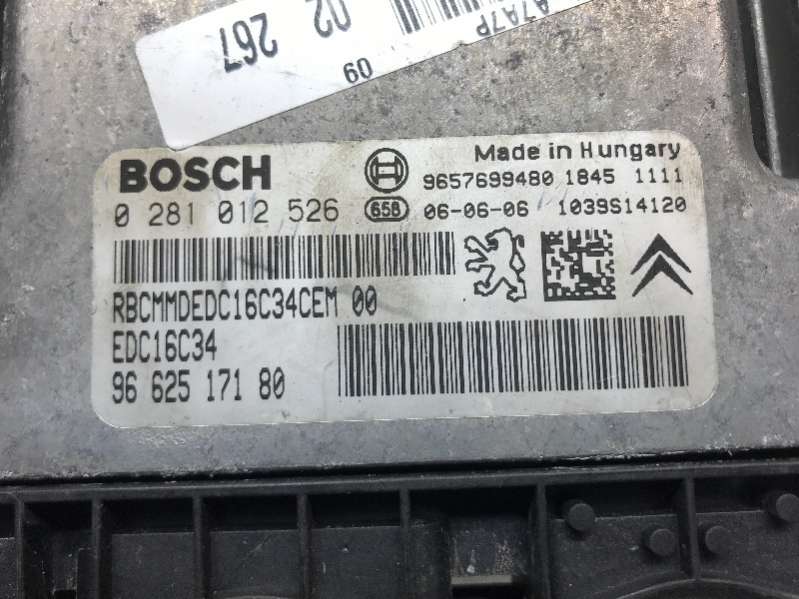 A7A7P
02 267
09
BOSCH
Made in Hungary
9657699480 1845 1111
0 281 012 526 658 06-06-06 1039S14120
RBCMMDEDC16C34CEM 00
EDC16C34
96 625 171 80